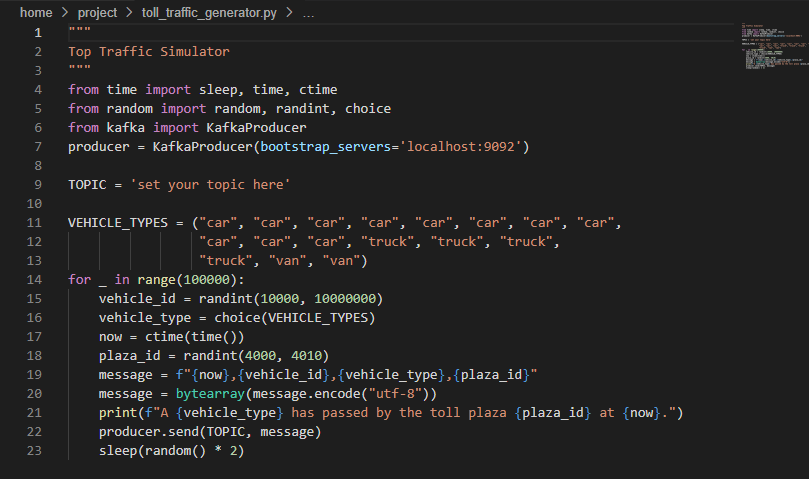 home > project > toll_traffic_generator.py > ...
1 """
2 Top Traffic Simulator
3 """
4 from time import sleep, time, ctime
5 from random import random, randint, choice
6 from kafka import KafkaProducer
7 producer = KafkaProducer(bootstrap_servers='localhost:9092')
8
9 TOPIC = 'set your topic here'
10
11 VEHICLE_TYPES = ("car", "car", "car", "car", "car", "car", "car", "car",
12                  "car", "car", "car", "truck", "truck", "truck",
13                  "truck", "van", "van")
14 for _ in range(100000):
15     vehicle_id = randint(10000, 10000000)
16     vehicle_type = choice(VEHICLE_TYPES)
17     now = ctime(time())
18     plaza_id = randint(4000, 4010)
19     message = f"{now},{vehicle_id},{vehicle_type},{plaza_id}"
20     message = bytearray(message.encode("utf-8"))
21     print(f"A {vehicle_type} has passed by the toll plaza {plaza_id} at {now}.")
22     producer.send(TOPIC, message)
23     sleep(random() * 2)